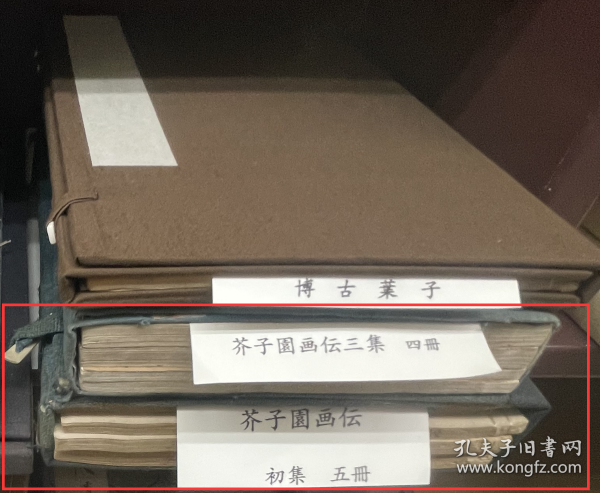 博古葉子
芥子園画伝三集 四冊
芥子園画伝
初集 五冊
孔夫子旧书网
www.kongfz.com